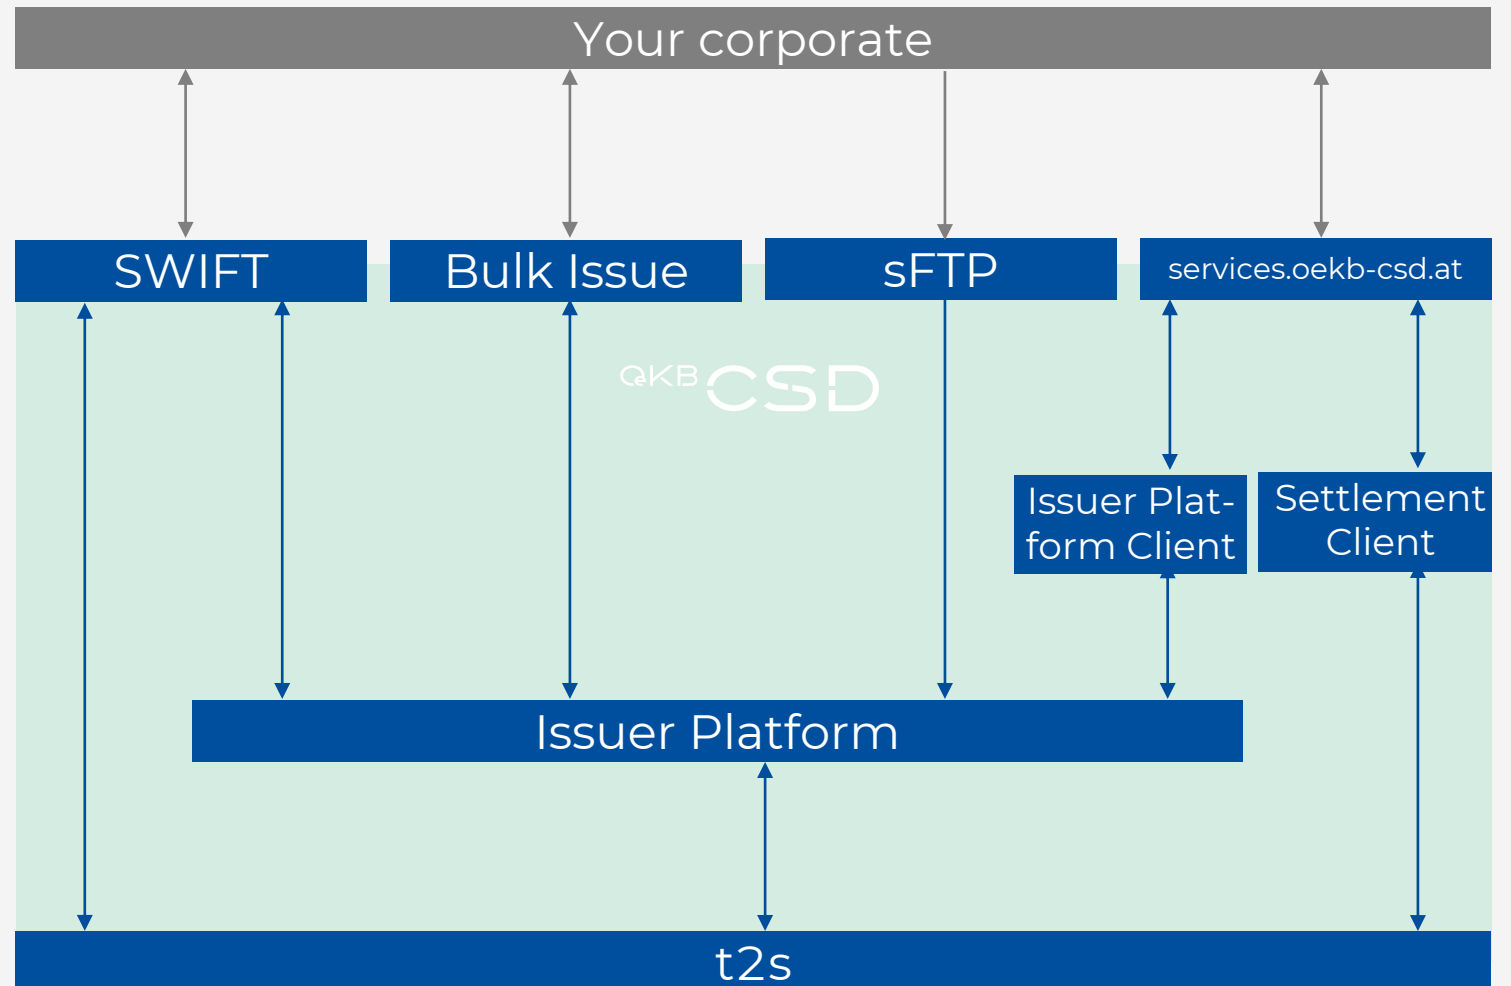 Your corporate
SWIFT
Bulk Issue
sFTP
services.oekb-csd.at
OeKB CSD
Issuer Plat-
form Client
Settlement
Client
Issuer Platform
t2s